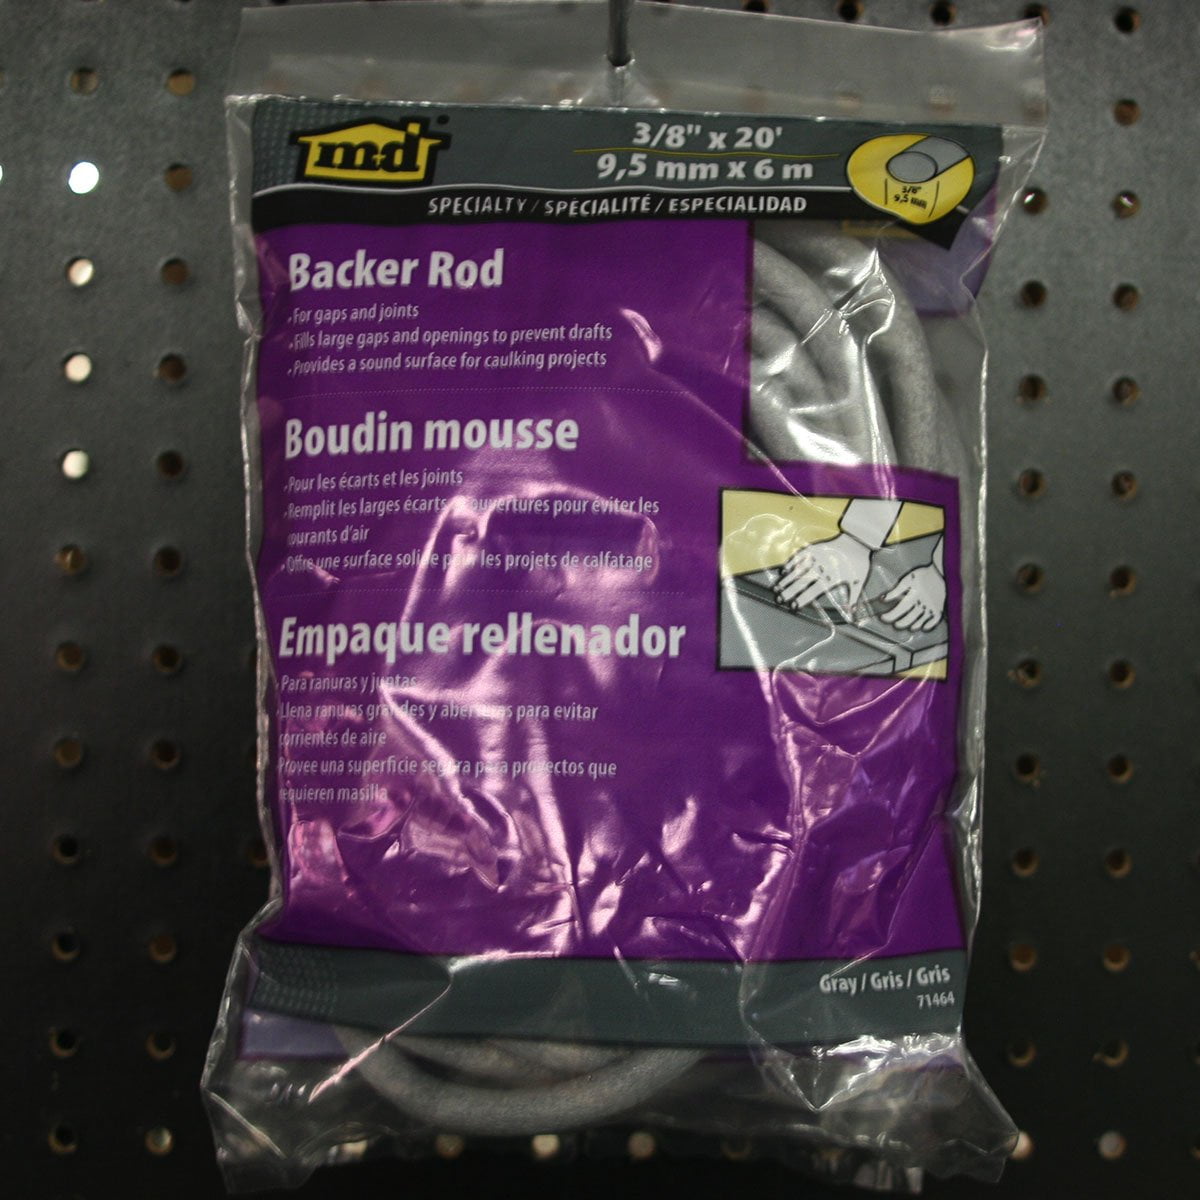 m·d
3/8" x 20'
9,5 mm x 6 m
3/8"
9,5 mm
SPECIALTY / SPÉCIALITÉ / ESPECIALIDAD
Backer Rod
• For gaps and joints
• Fills large gaps and openings to prevent drafts
• Provides a sound surface for caulking projects
Boudin mousse
• Pour les écarts et les joints
• Remplit les larges écarts ouvertures pour éviter les
courants d'air
• Offre une surface solide pour les projets de calfatage
Empaque rellenador
• Para ranuras y juntas
• Llena ranuras grandes y aberturas para evitar
corrientes de aire
• Provee una superficie segura para proyectos que
requieren masilla
Gray / Gris / Gris
71464